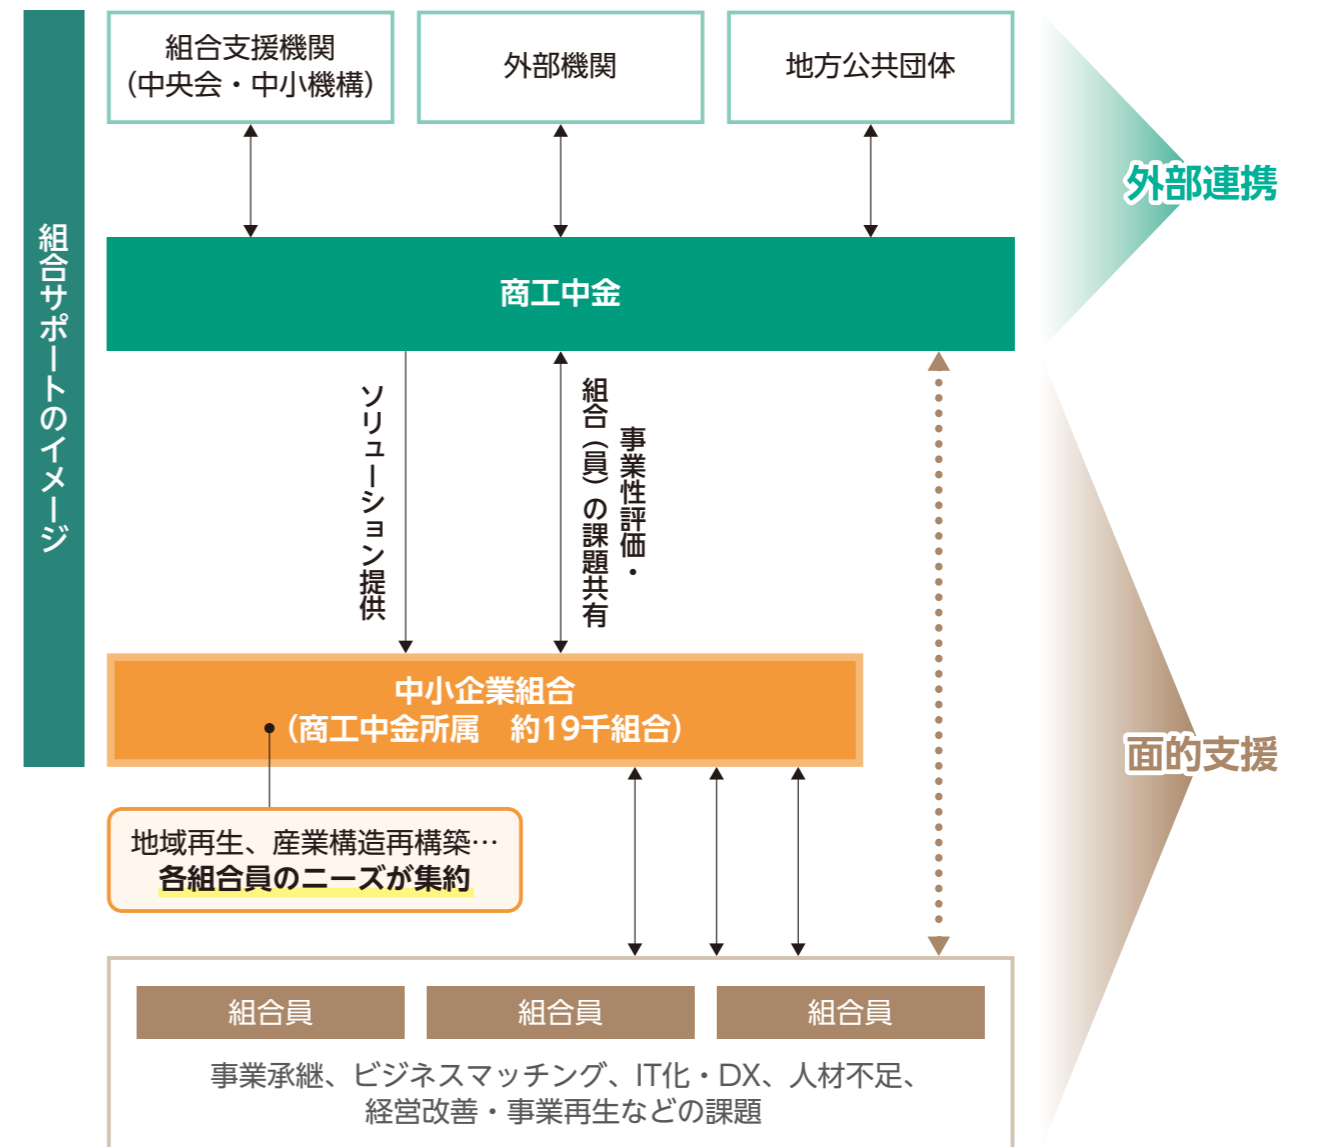 組合サポートのイメージ
組合支援機関
（中央会・中小機構）
外部機関
地方公共団体
外部連携
商工中金
ソリューション提供
事業性評価・
組合（員）の課題共有
中小企業組合
（商工中金所属　約19千組合）
面的支援
地域再生、産業構造再構築…
各組合員のニーズが集約
組合員
組合員
組合員
事業承継、ビジネスマッチング、IT化・DX、人材不足、
経営改善・事業再生などの課題